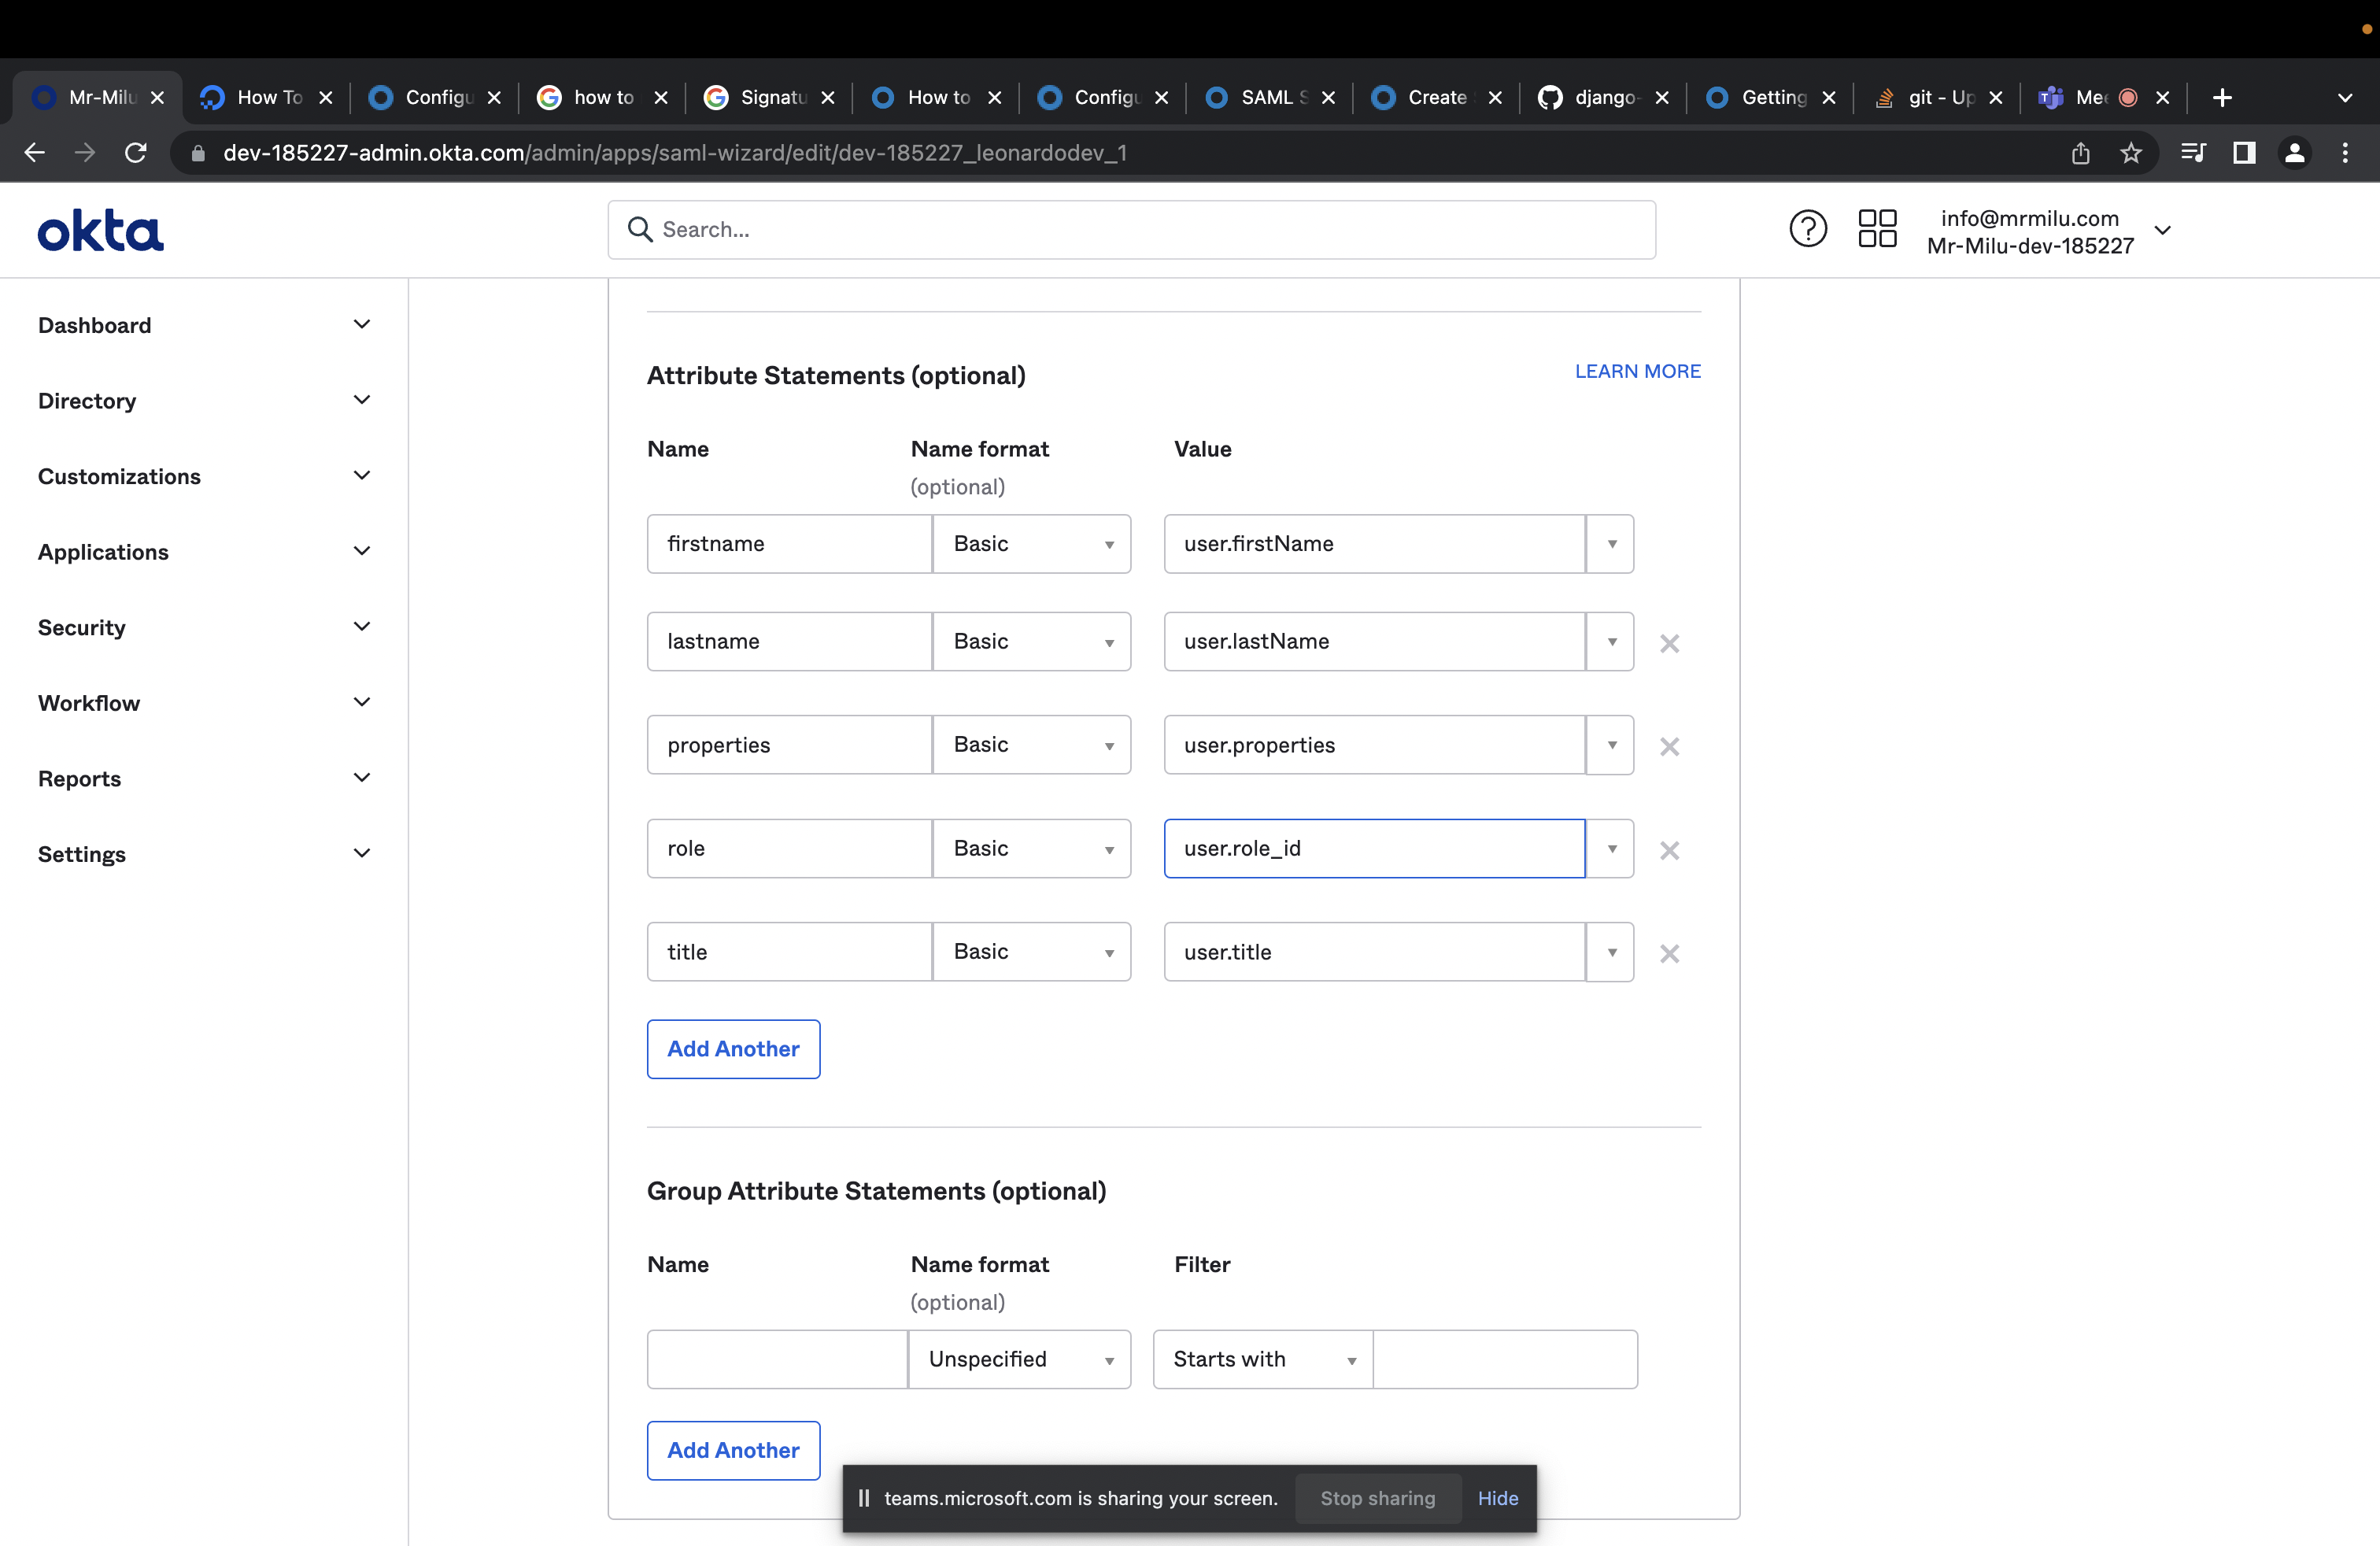 Mr-Milu
How To
Configu
how to
Signatu
How to
Configu
SAML S
Create
django-
Getting
git - Up
Mee
dev-185227-admin.okta.com/admin/apps/saml-wizard/edit/dev-185227_leonardodev_1
okta
Search...
info@mrmilu.com
Mr-Milu-dev-185227
Dashboard
Directory
Customizations
Applications
Security
Workflow
Reports
Settings
Attribute Statements (optional)
LEARN MORE
Name
Name format
(optional)
Value
firstname
Basic
user.firstName
lastname
Basic
user.lastName
properties
Basic
user.properties
role
Basic
user.role_id
title
Basic
user.title
Add Another
Group Attribute Statements (optional)
Name
Name format
(optional)
Filter
Unspecified
Starts with
Add Another
teams.microsoft.com is sharing your screen.
Stop sharing
Hide